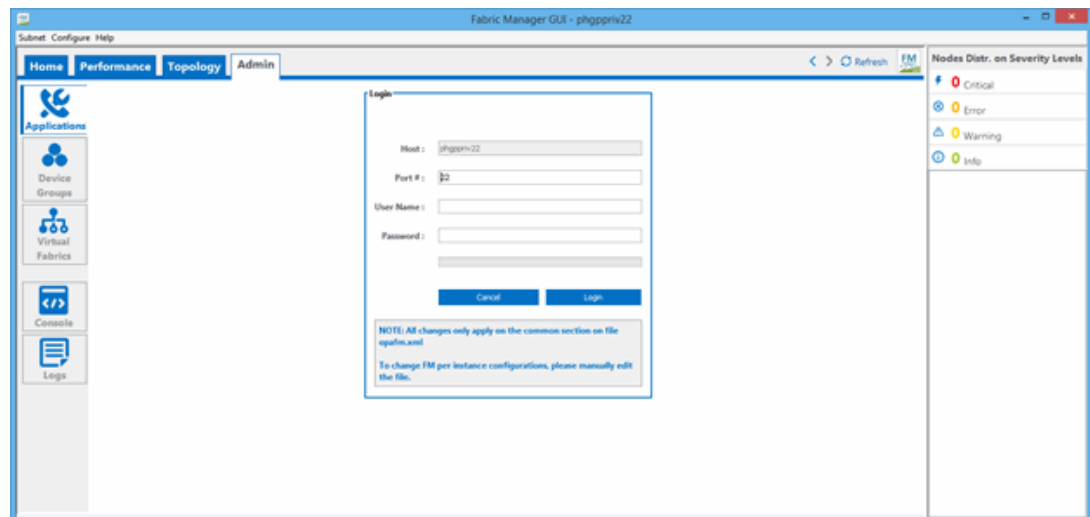 Fabric Manager GUI - phgppriv22
Subnet Configure Help
Home Performance Topology Admin
Refresh
FM
Nodes Distr. on Severity Levels
0 Critical
0 Error
0 Warning
0 Info
Applications
Device
Groups
Virtual
Fabrics
Console
Logs
Login
Host : phgppriv22
Port # : 22
User Name :
Password :
Cancel Login
NOTE: All changes only apply on the common section on file
opafm.xml
To change FM per instance configurations, please manually edit
the file.